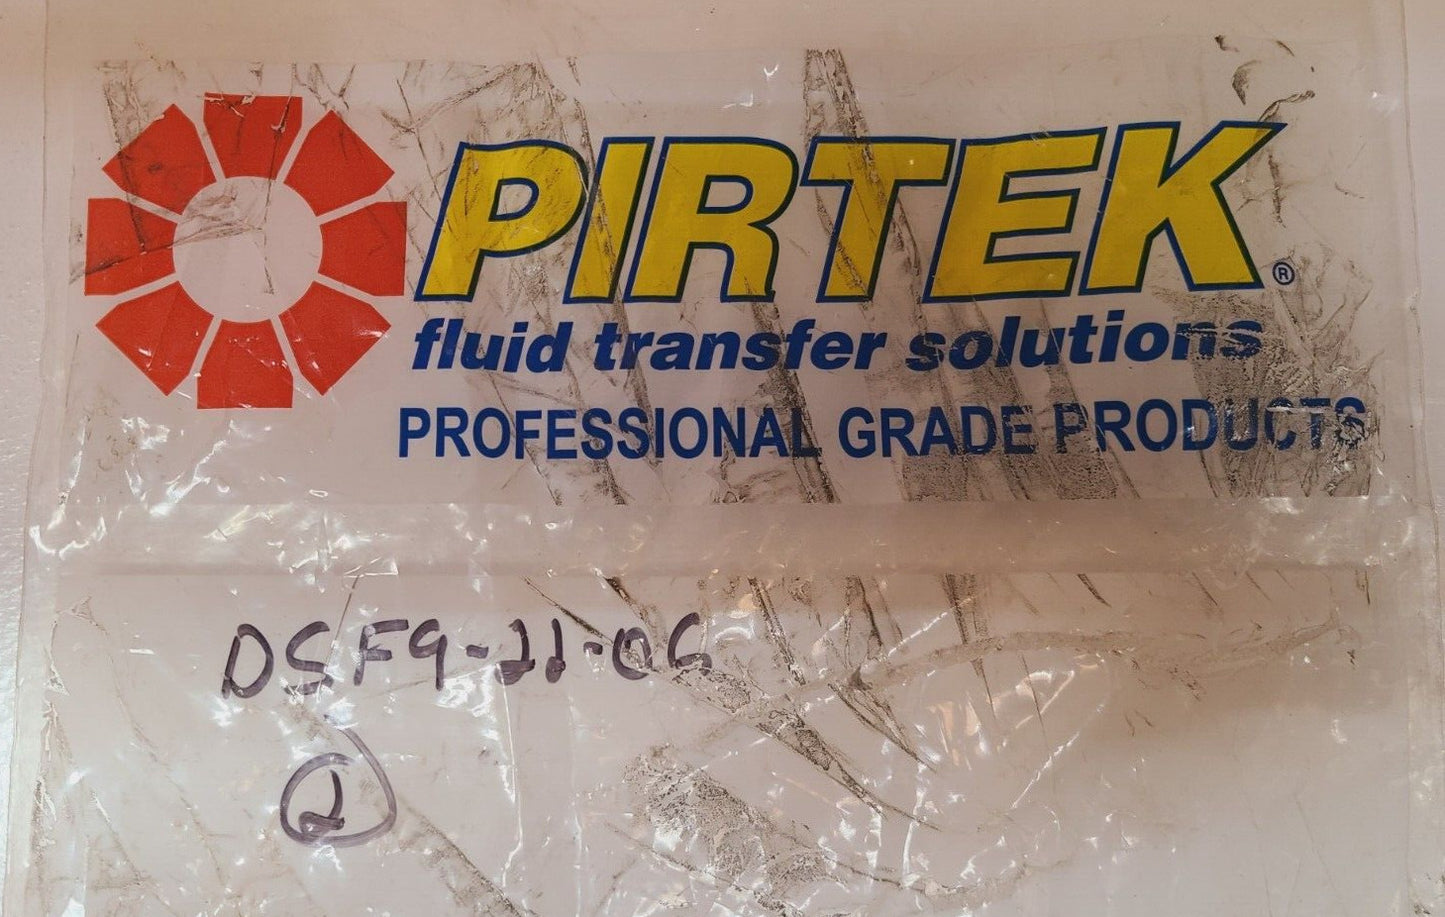 PIRTEK®
fluid transfer solutions
PROFESSIONAL GRADE PRODUCTS
DSF9-21-06
2